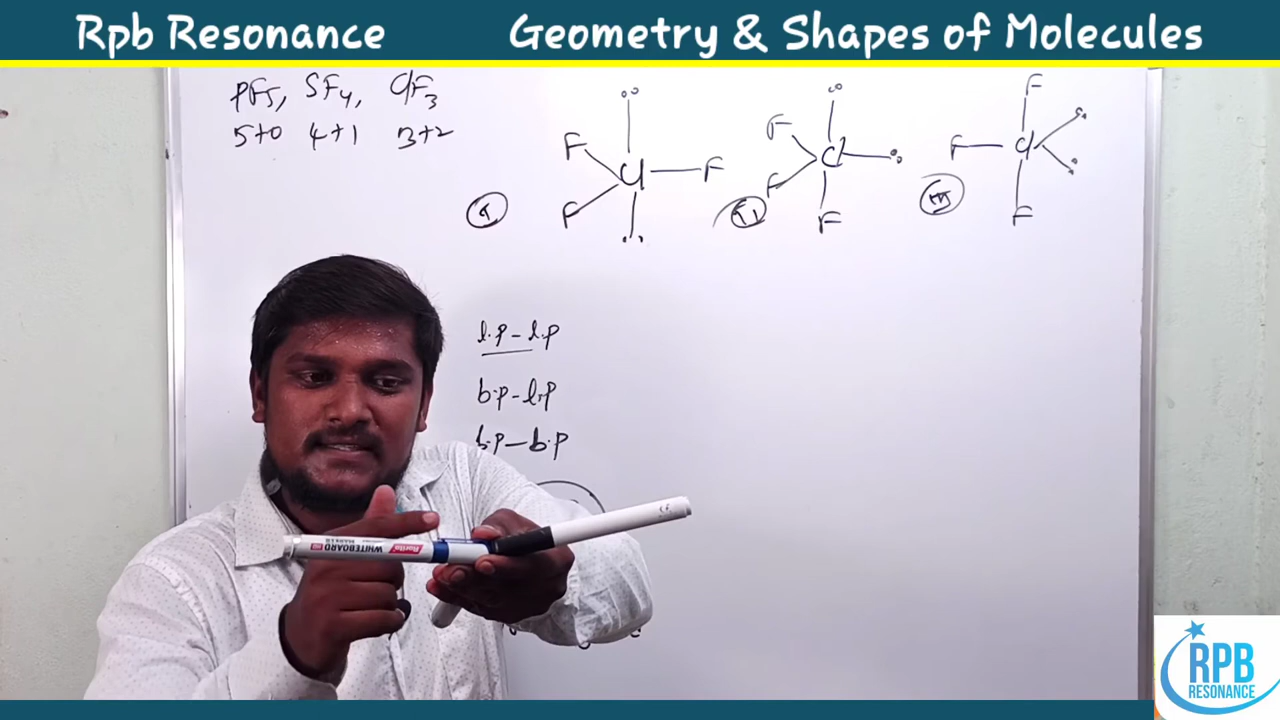 Rpb Resonance Geometry & Shapes of Molecules
PF5, SF4, ClF3
5+0 4+1 3+2
F F Cl F
F F Cl F
F F Cl F
I II III
l.p - l.p
b.p - l.p
b.p - b.p
WHITEBOARD
MARKER
RPB
RESONANCE